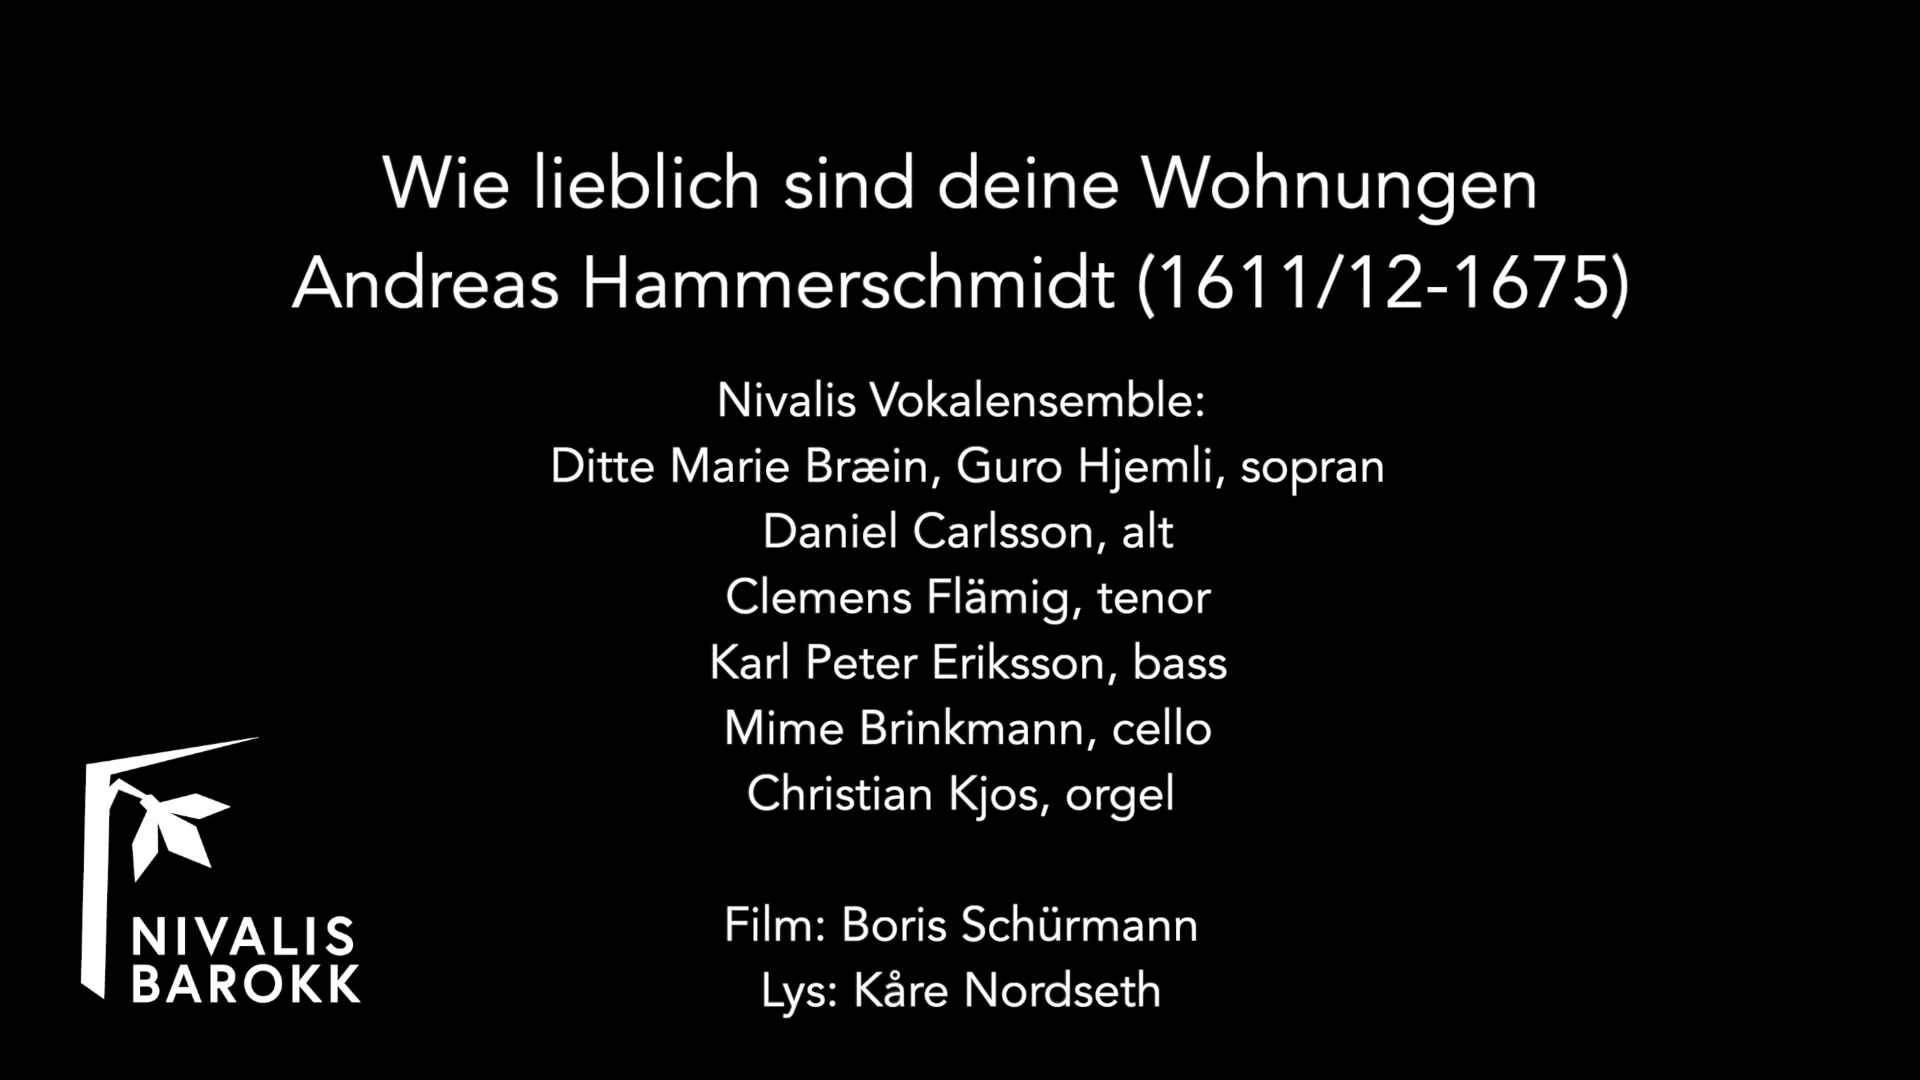 Wie lieblich sind deine Wohnungen
Andreas Hammerschmidt (1611/12-1675)
Nivalis Vokalensemble:
Ditte Marie Bræin, Guro Hjemli, sopran
Daniel Carlsson, alt
Clemens Flämig, tenor
Karl Peter Eriksson, bass
Mime Brinkmann, cello
Christian Kjos, orgel
Film: Boris Schürmann
Lys: Kåre Nordseth
NIVALIS
BAROKK